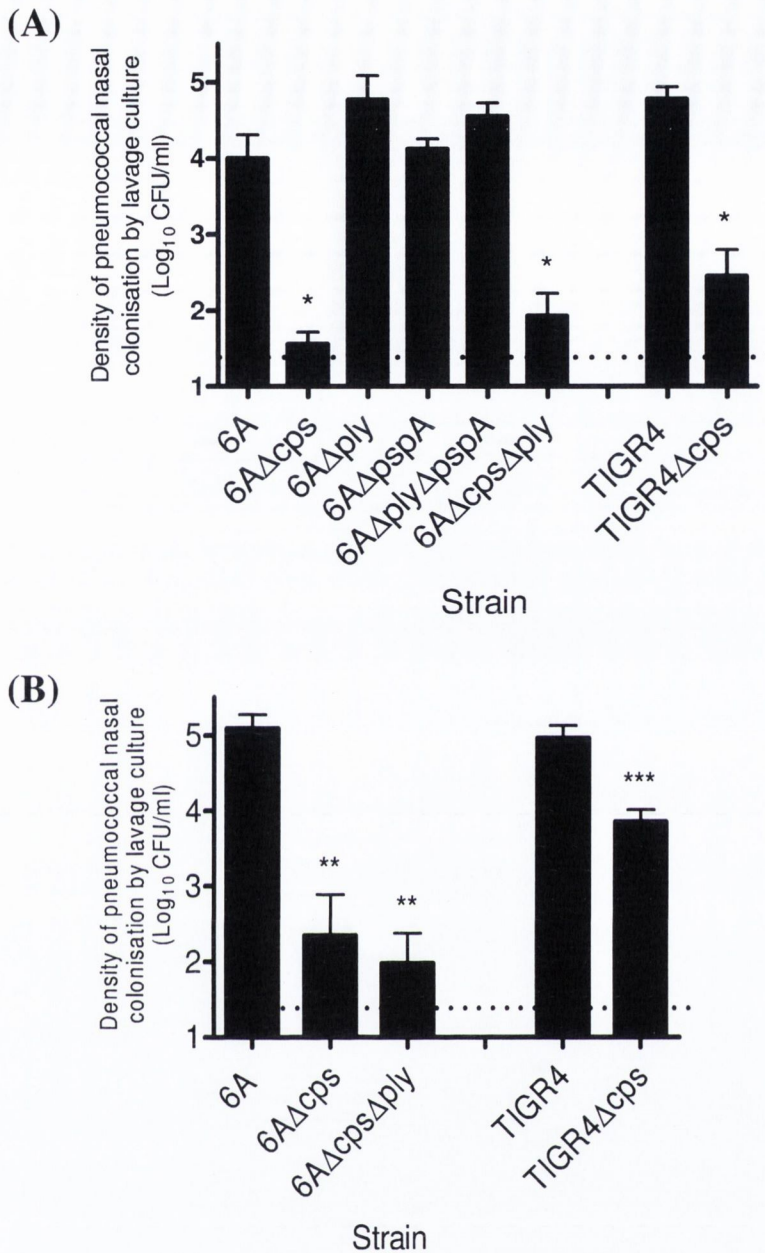 (A)
Density of pneumococcal nasal
colonisation by lavage culture
(Log10 CFU/ml)
5
4
3
2
1
*
*
*
6A
6AΔcps
6AΔply
6AΔpspA
6AΔplyΔpspA
6AΔcpsΔply
TIGR4
TIGR4Δcps
Strain
(B)
Density of pneumococcal nasal
colonisation by lavage culture
(Log10 CFU/ml)
5
4
3
2
1
**
**
***
6A
6AΔcps
6AΔcpsΔply
TIGR4
TIGR4Δcps
Strain